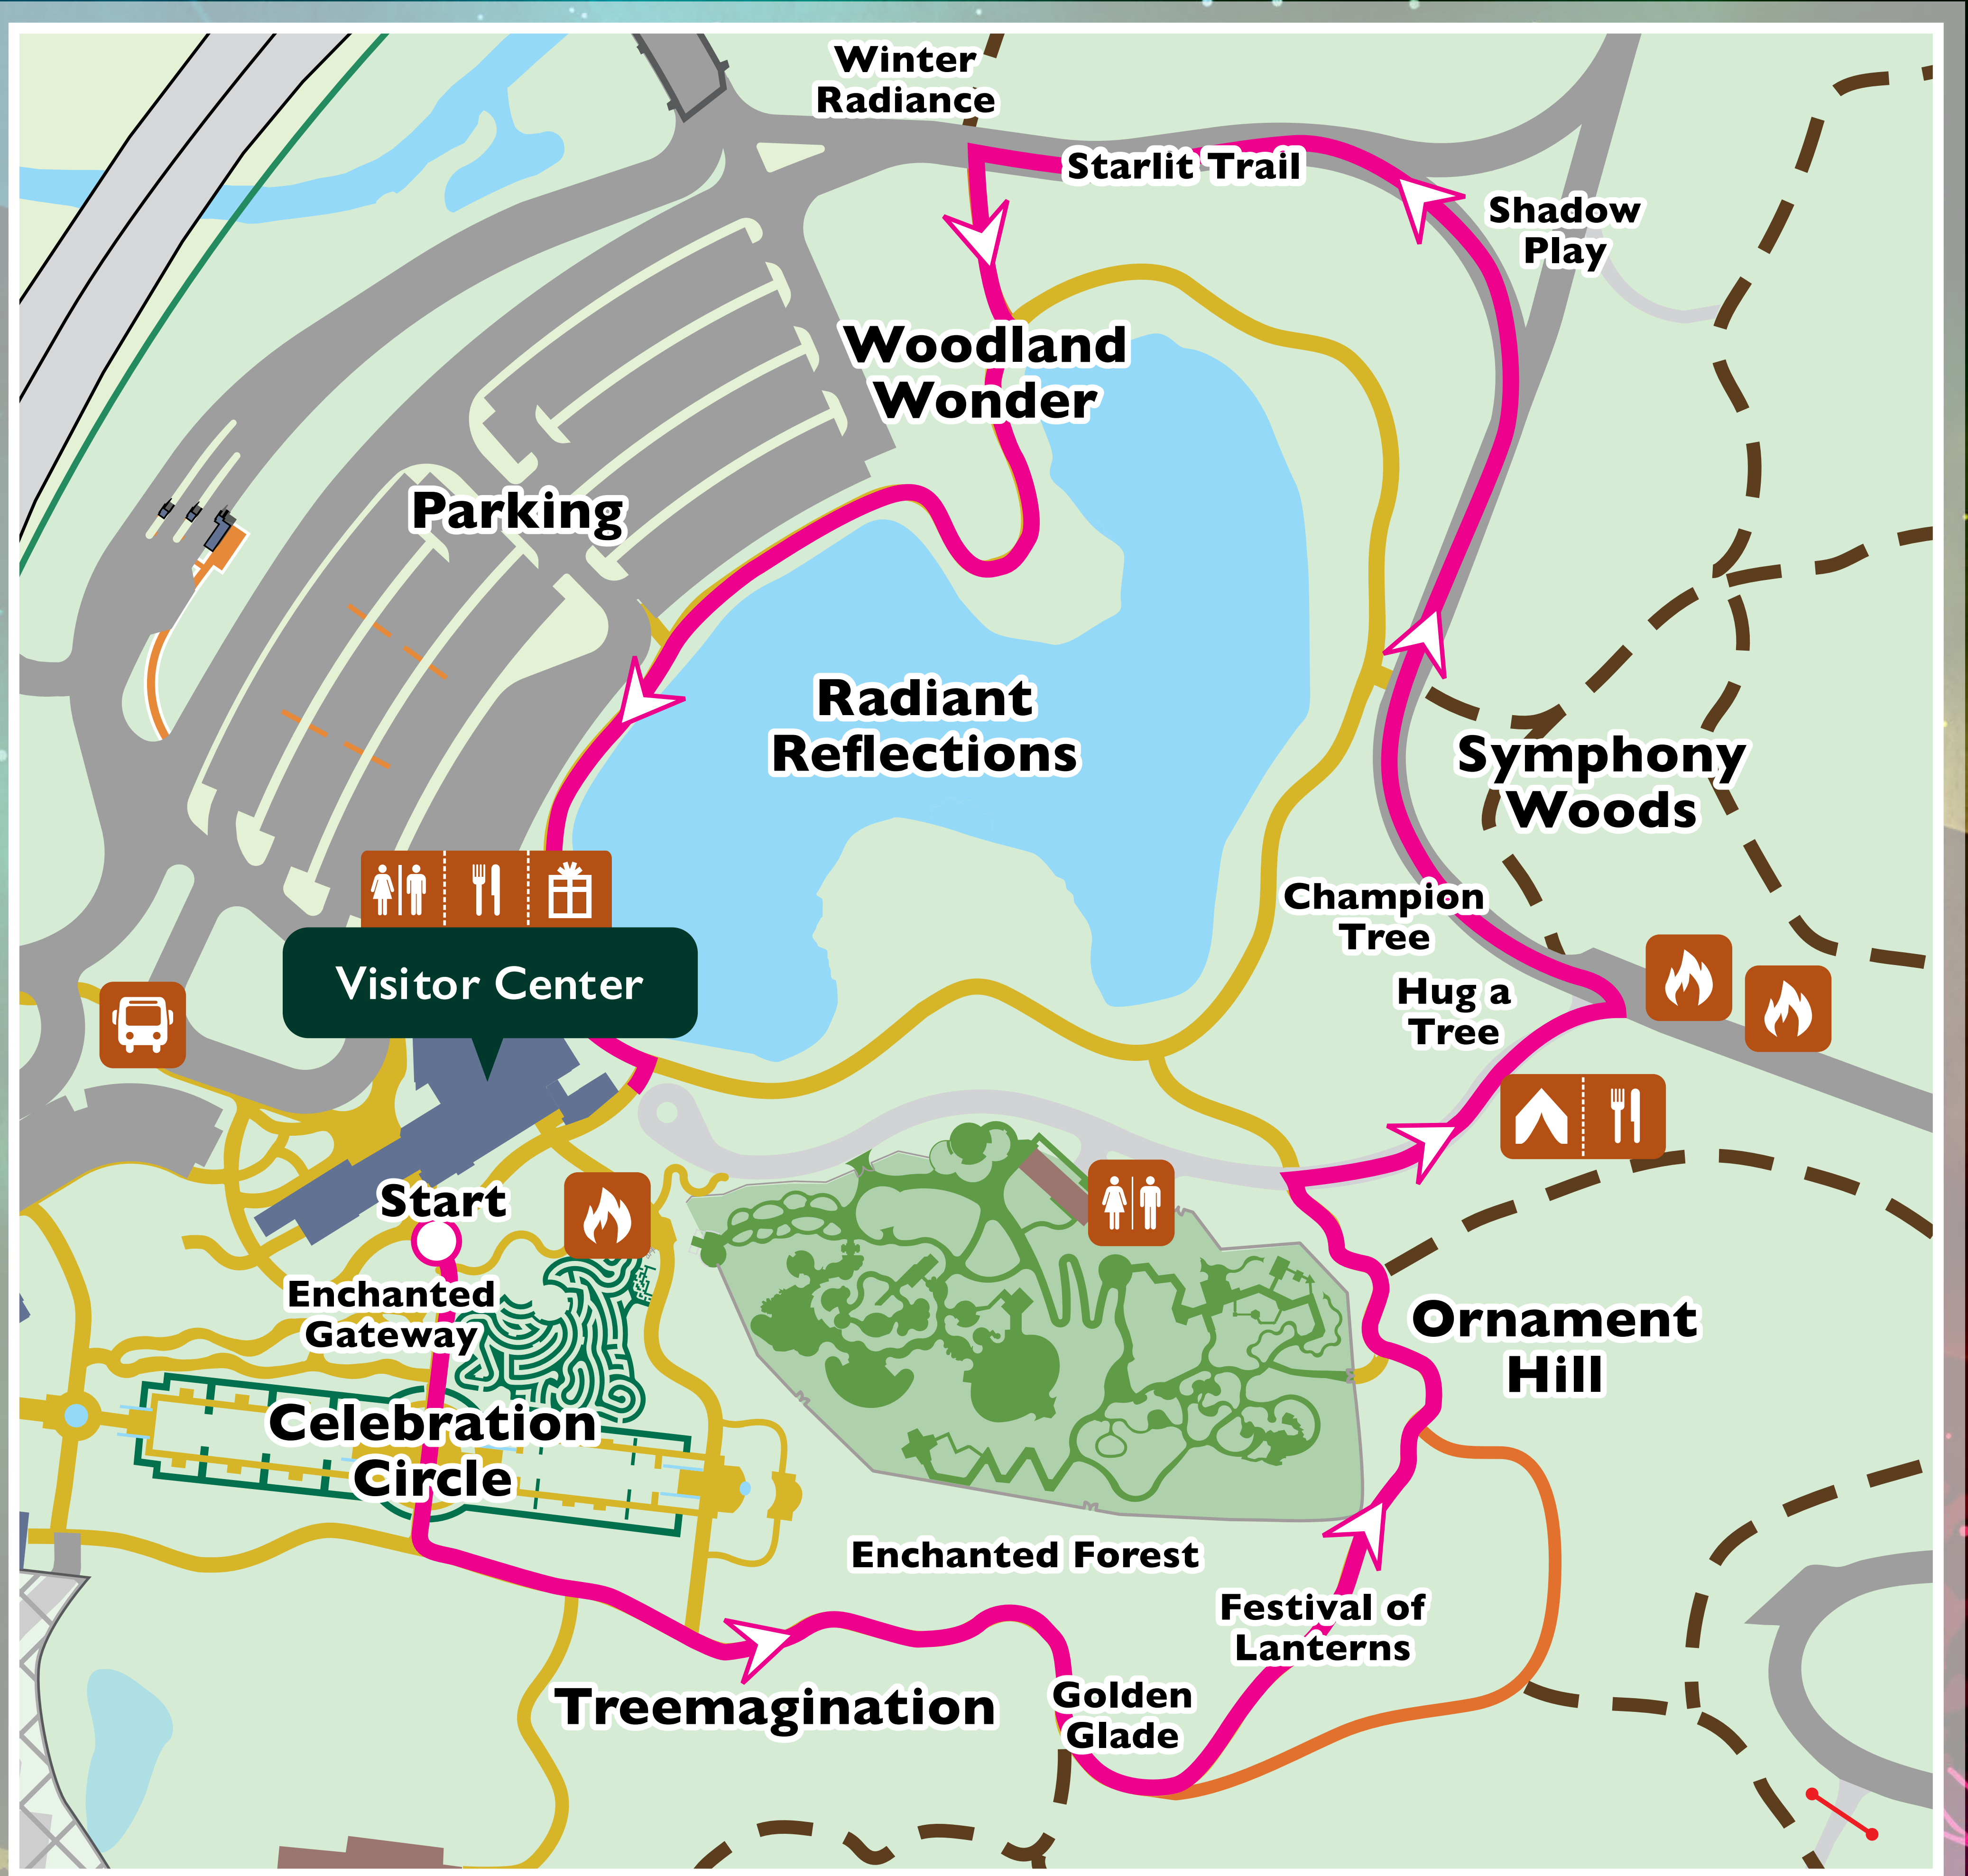 Winter
Radiance
Starlit Trail
Shadow
Play
Woodland
Wonder
Parking
Radiant
Reflections
Symphony
Woods
Champion
Tree
Visitor Center
Hug a
Tree
Start
Enchanted
Gateway
Ornament
Hill
Celebration
Circle
Enchanted Forest
Festival of
Lanterns
Treemagination
Golden
Glade